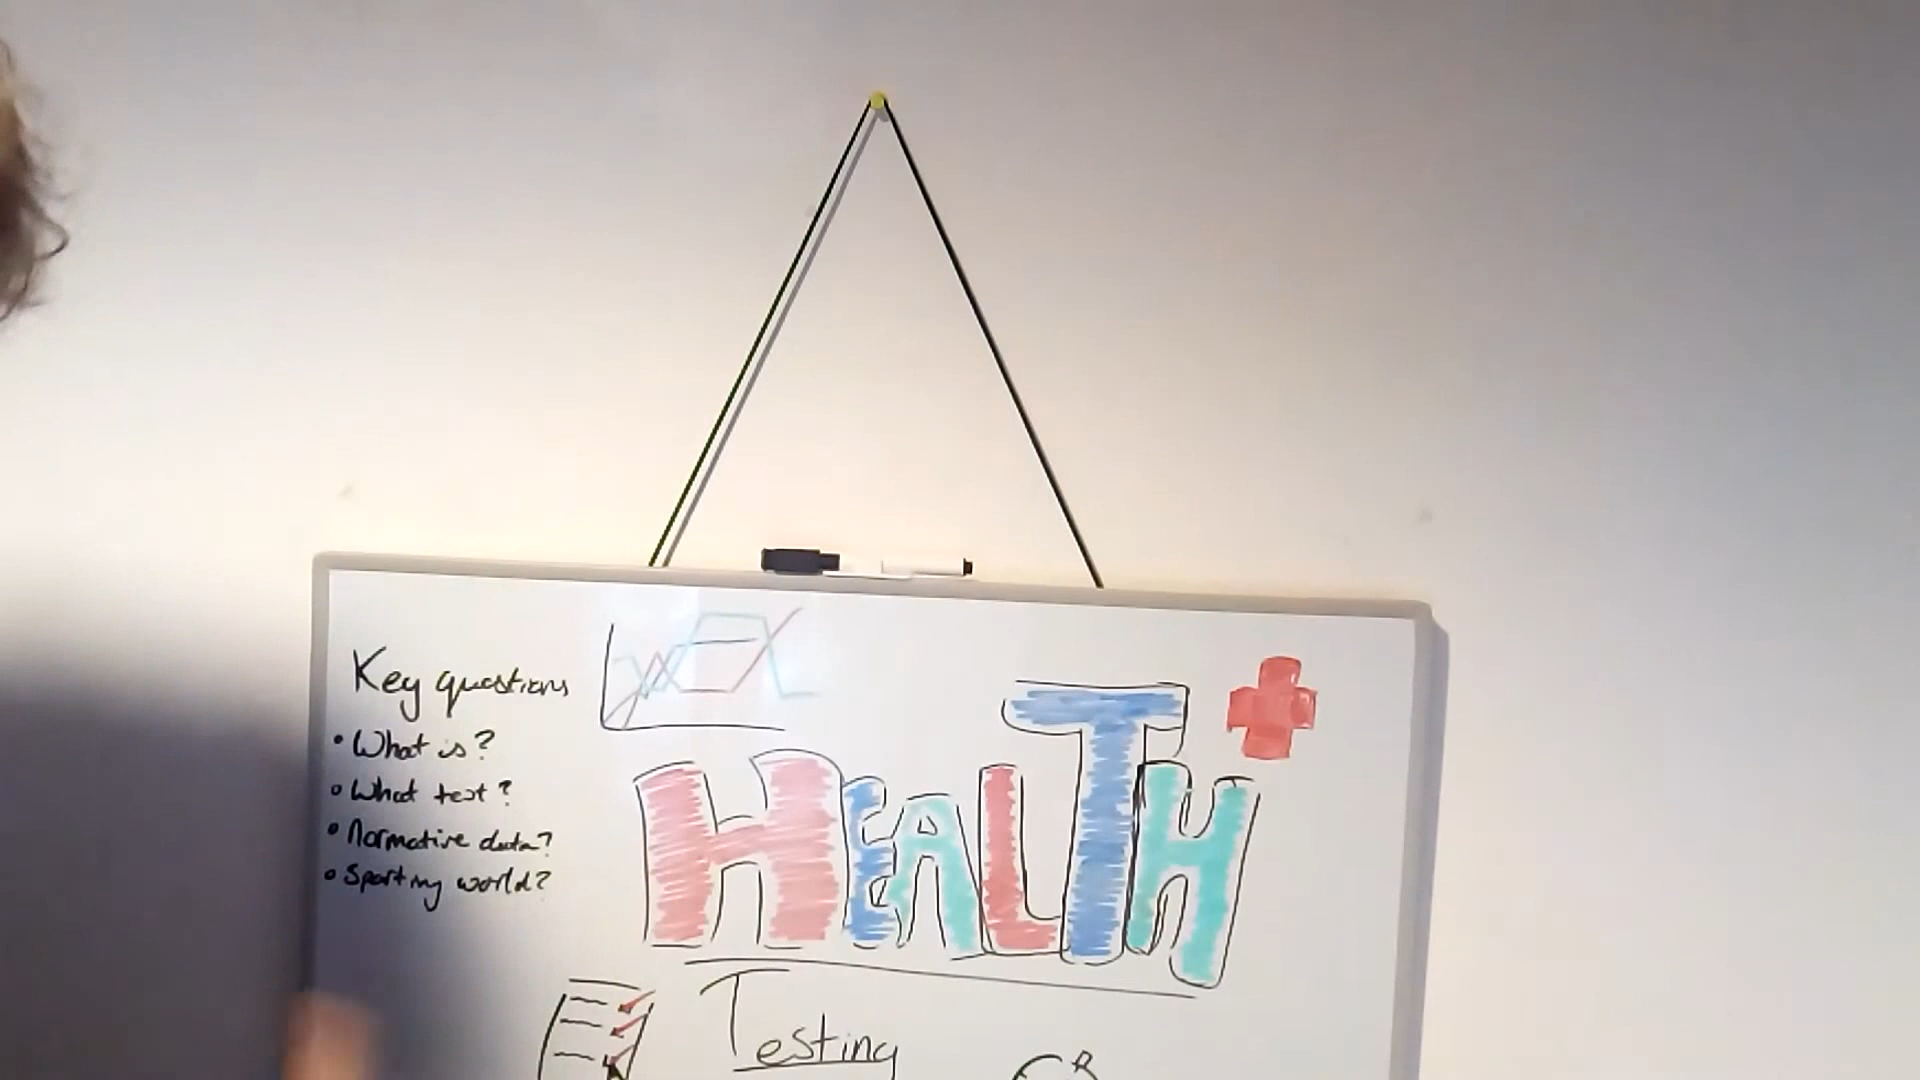 Key questions
• What is?
• What test?
• Normative data?
• Sporting world?
HEALTH
Testing